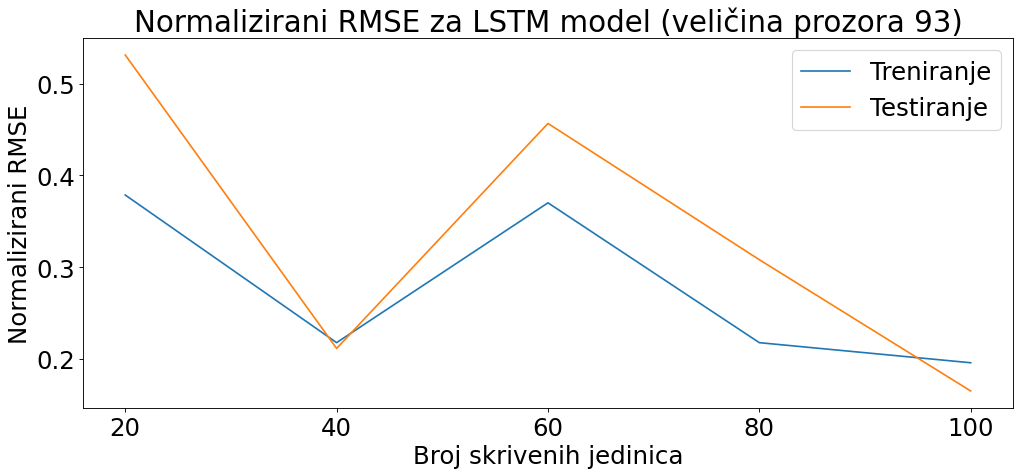 Normalizirani RMSE za LSTM model (veličina prozora 93)
Treniranje
Testiranje
Normalizirani RMSE
0.5
0.4
0.3
0.2
20 40 60 80 100
Broj skrivenih jedinica